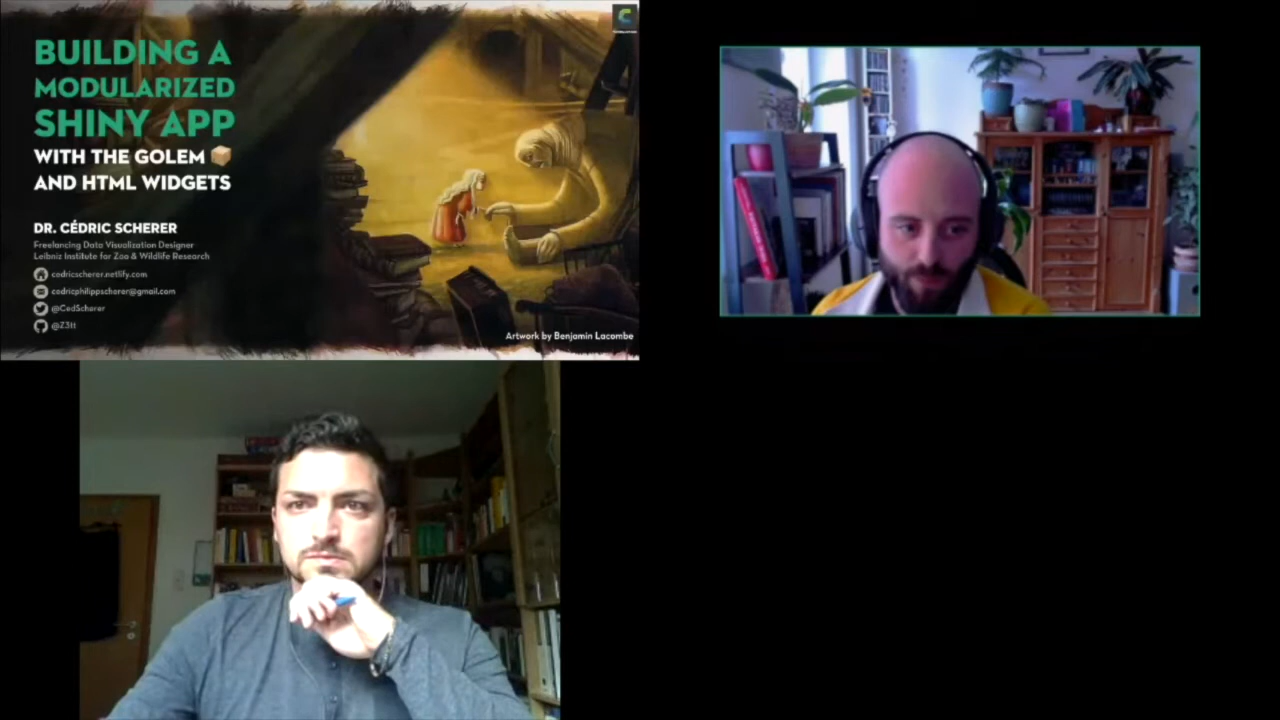 BUILDING A
MODULARIZED
SHINY APP
WITH THE GOLEM
AND HTML WIDGETS
DR. CÉDRIC SCHERER
Freelancing Data Visualization Designer
Leibniz Institute for Zoo & Wildlife Research
cedricscherer.netlify.com
cedricphilippscherer@gmail.com
@CedScherer
@Z3tt
Artwork by Benjamin Lacombe